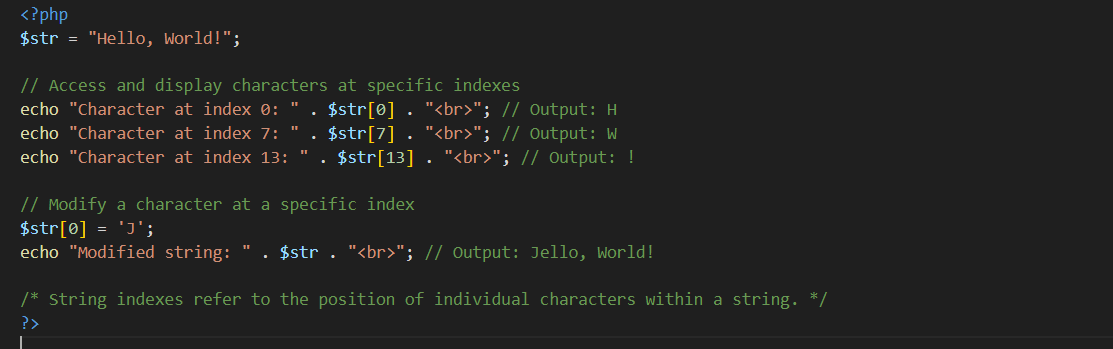 <?php
$str = "Hello, World!";
// Access and display characters at specific indexes
echo "Character at index 0: " . $str[0] . "<br>"; // Output: H
echo "Character at index 7: " . $str[7] . "<br>"; // Output: W
echo "Character at index 13: " . $str[13] . "<br>"; // Output: !
// Modify a character at a specific index
$str[0] = 'J';
echo "Modified string: " . $str . "<br>"; // Output: Jello, World!
/* String indexes refer to the position of individual characters within a string. */
?>